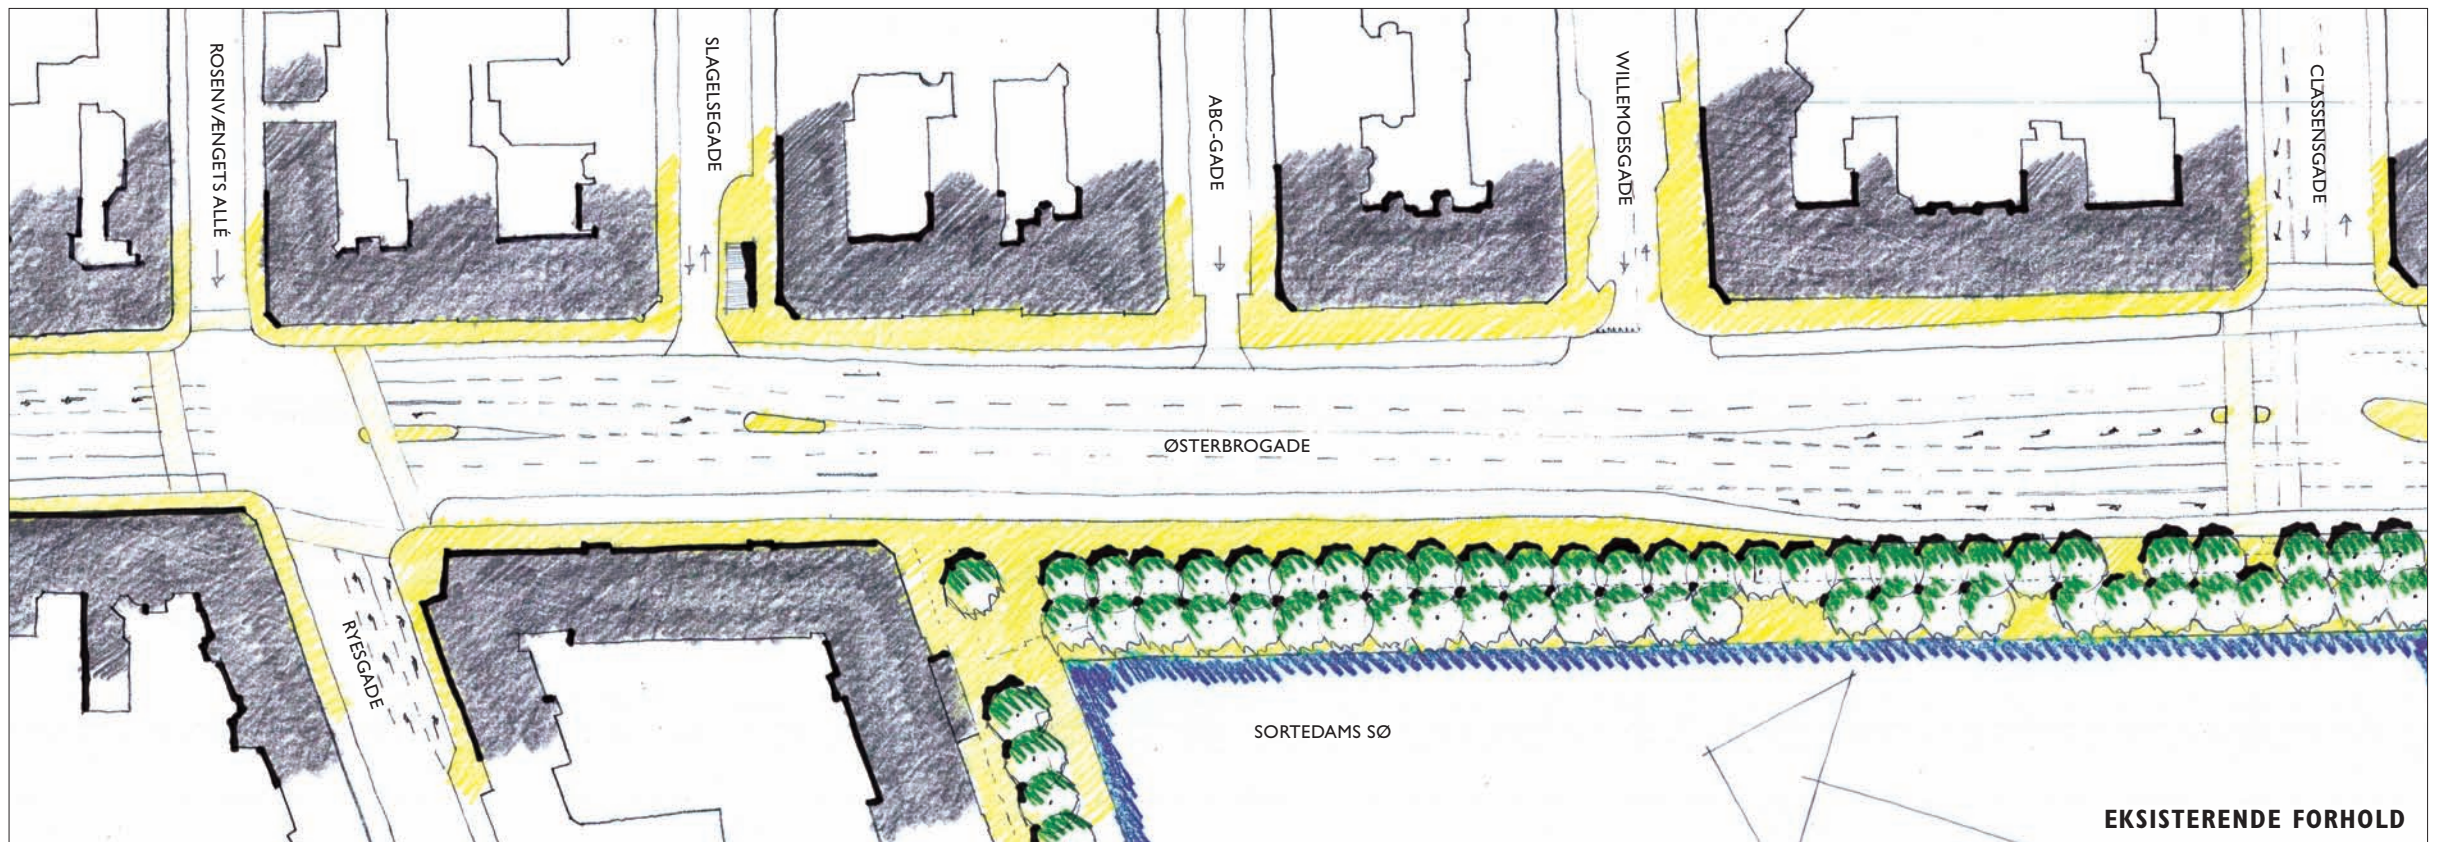 ROSENVÆNGETS ALLÉ
SLAGELSEGADE
ABC-GADE
WILLEMOESGADE
CLASSENSGADE
ØSTERBROGADE
RYESGADE
SORTEDAMS SØ
EKSISTERENDE FORHOLD